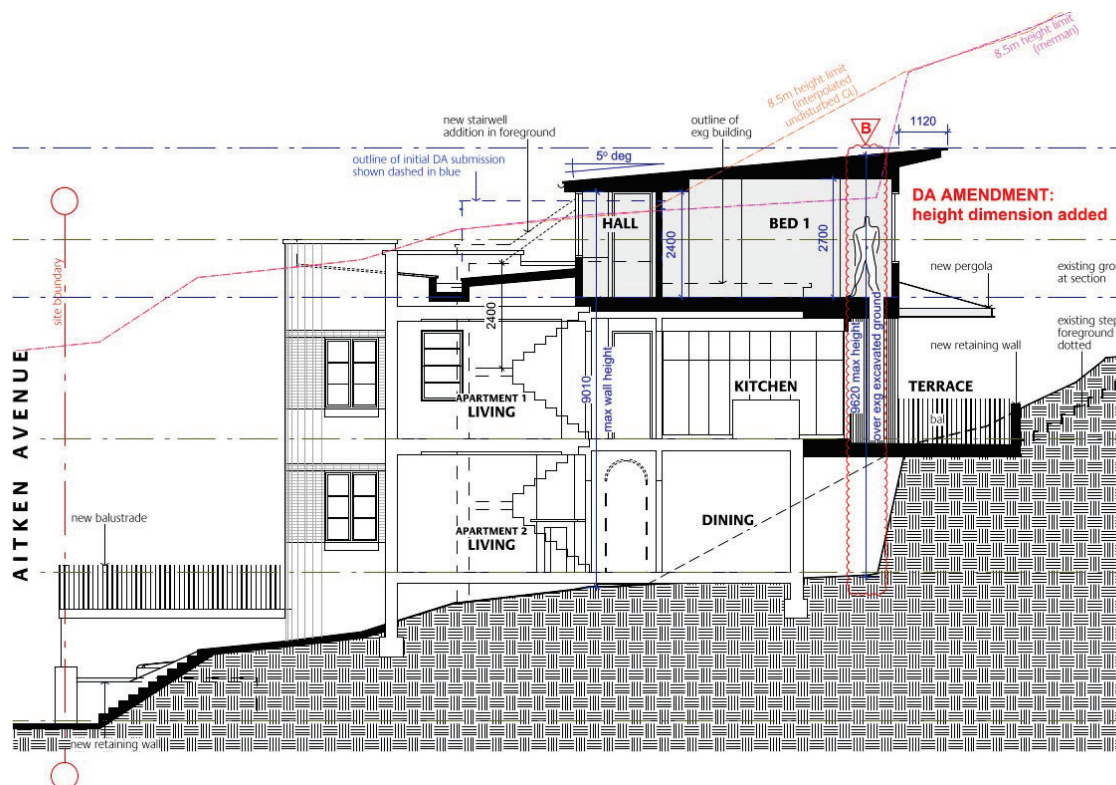 8.5m height limit
(merman)
8.5m height limit
(interpolated
undisturbed GL)
new stairwell
addition in foreground
outline of
exg building
B
1120
outline of initial DA submission
shown dashed in blue
5º deg
DA AMENDMENT:
height dimension added
HALL
2400
BED 1
2700
site boundary
2400
new pergola
existing gro
at section
existing step
foreground
dotted
new retaining wall
AITKEN AVENUE
APARTMENT 1
LIVING
9010
max wall height
KITCHEN
9620 max height
over exg excavated ground
TERRACE
bal
new balustrade
APARTMENT 2
LIVING
DINING
new retaining wall